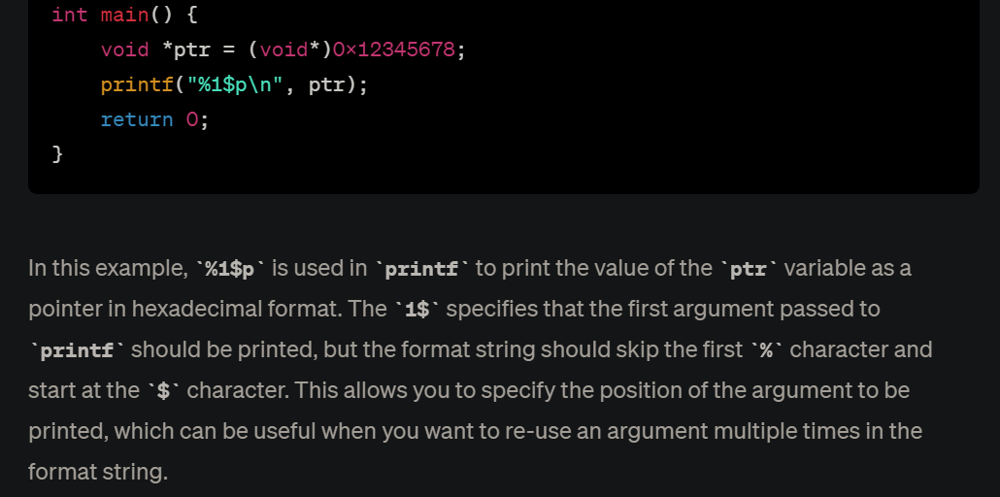 int main() {
    void *ptr = (void*)0x12345678;
    printf("%1$p\n", ptr);
    return 0;
}
In this example, `%1$p` is used in `printf` to print the value of the `ptr` variable as a
pointer in hexadecimal format. The `1$` specifies that the first argument passed to
`printf` should be printed, but the format string should skip the first `%` character and
start at the `$` character. This allows you to specify the position of the argument to be
printed, which can be useful when you want to re-use an argument multiple times in the
format string.